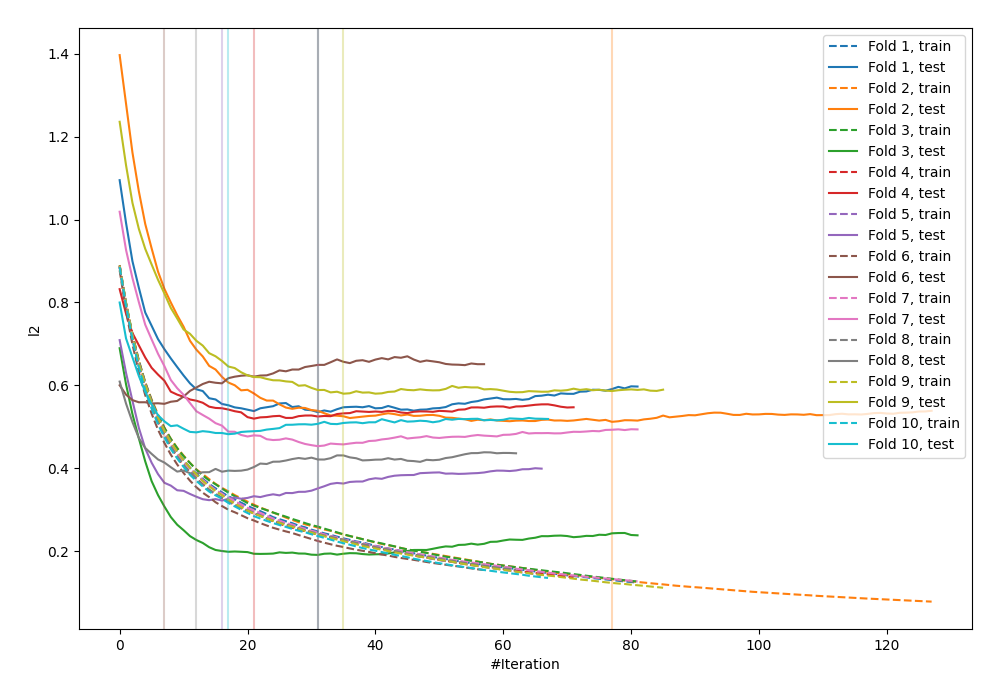 1.4
1.2
1.0
0.8
0.6
0.4
0.2
l2
0
20
40
60
80
100
120
#Iteration
Fold 1, train
Fold 1, test
Fold 2, train
Fold 2, test
Fold 3, train
Fold 3, test
Fold 4, train
Fold 4, test
Fold 5, train
Fold 5, test
Fold 6, train
Fold 6, test
Fold 7, train
Fold 7, test
Fold 8, train
Fold 8, test
Fold 9, train
Fold 9, test
Fold 10, train
Fold 10, test